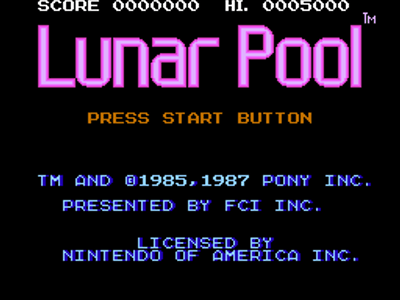 SCORE 0000000 HI. 0005000
Lunar Pool TM
PRESS START BUTTON
TM AND ©1985,1987 PONY INC.
PRESENTED BY FCI INC.
LICENSED BY
NINTENDO OF AMERICA INC.